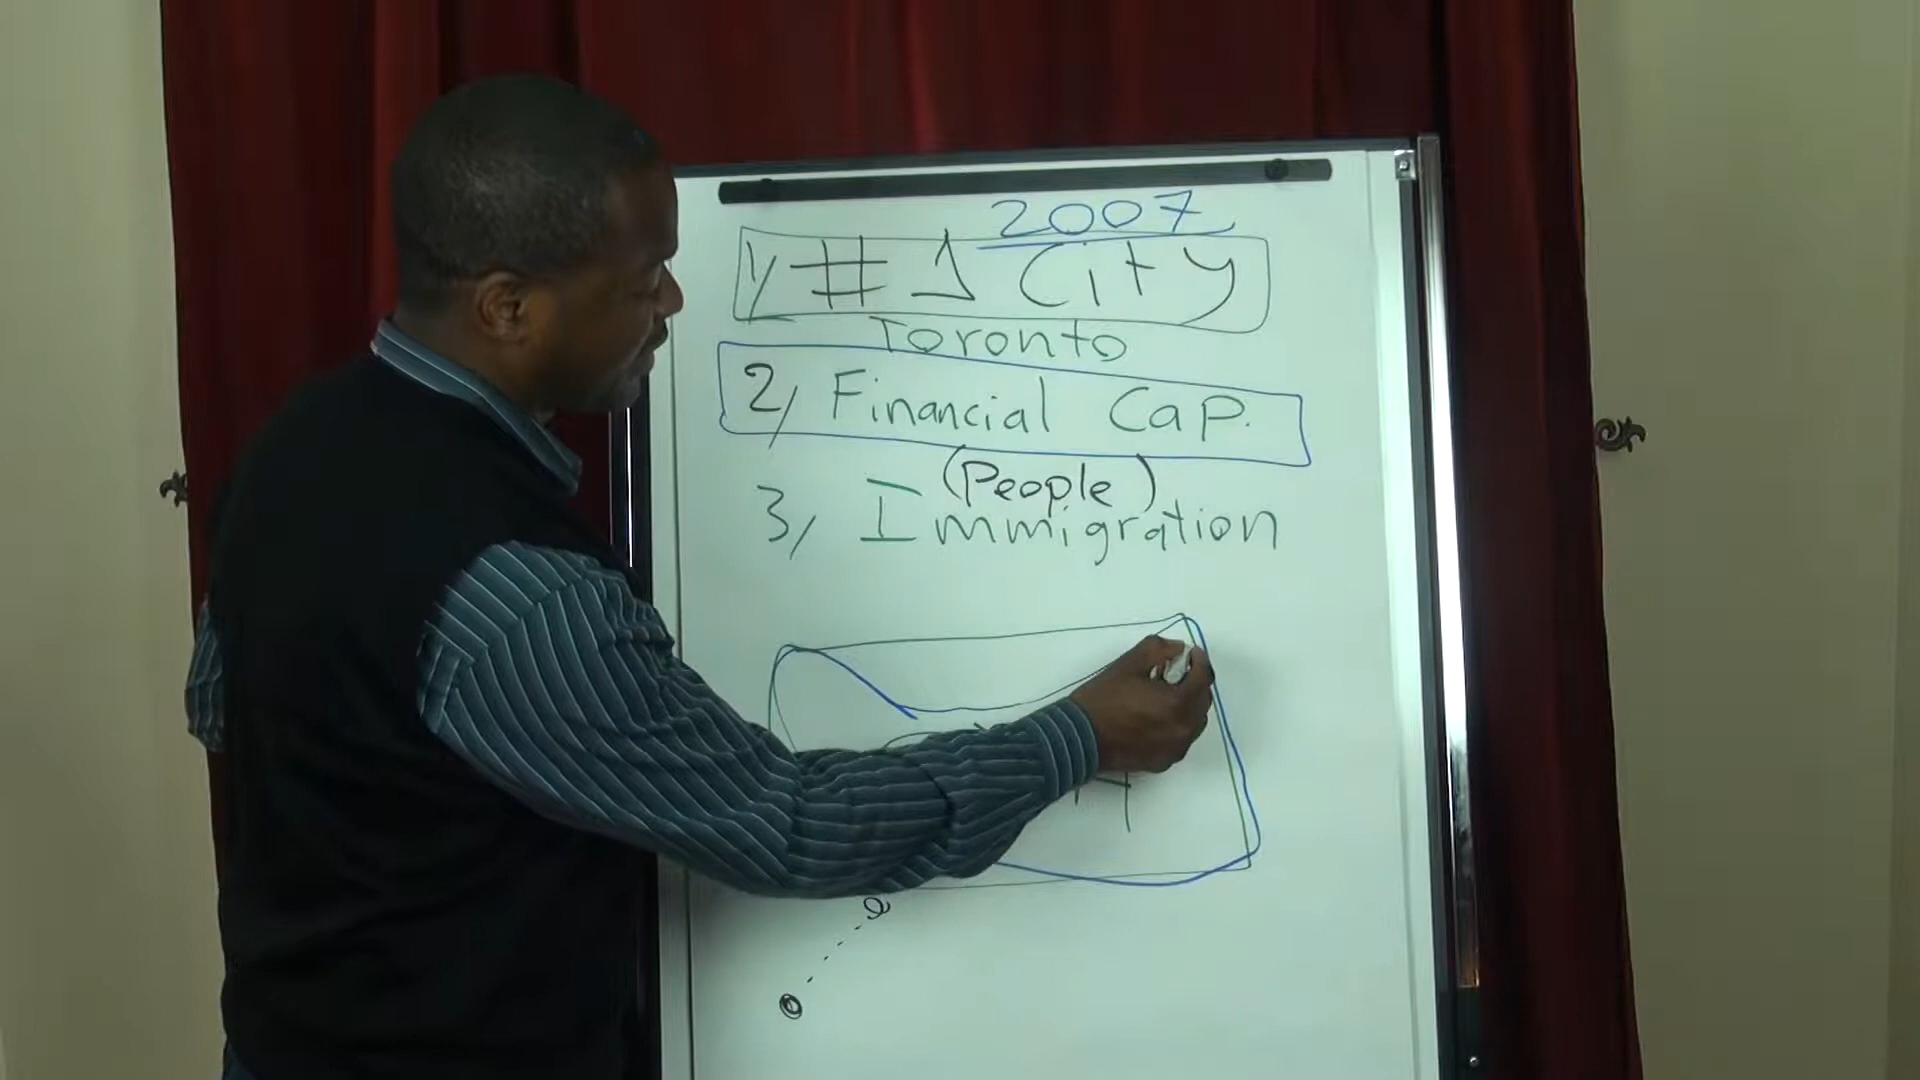 2007
1/ # 1 City
Toronto
2/ Financial Cap.
(People)
3/ Immigration